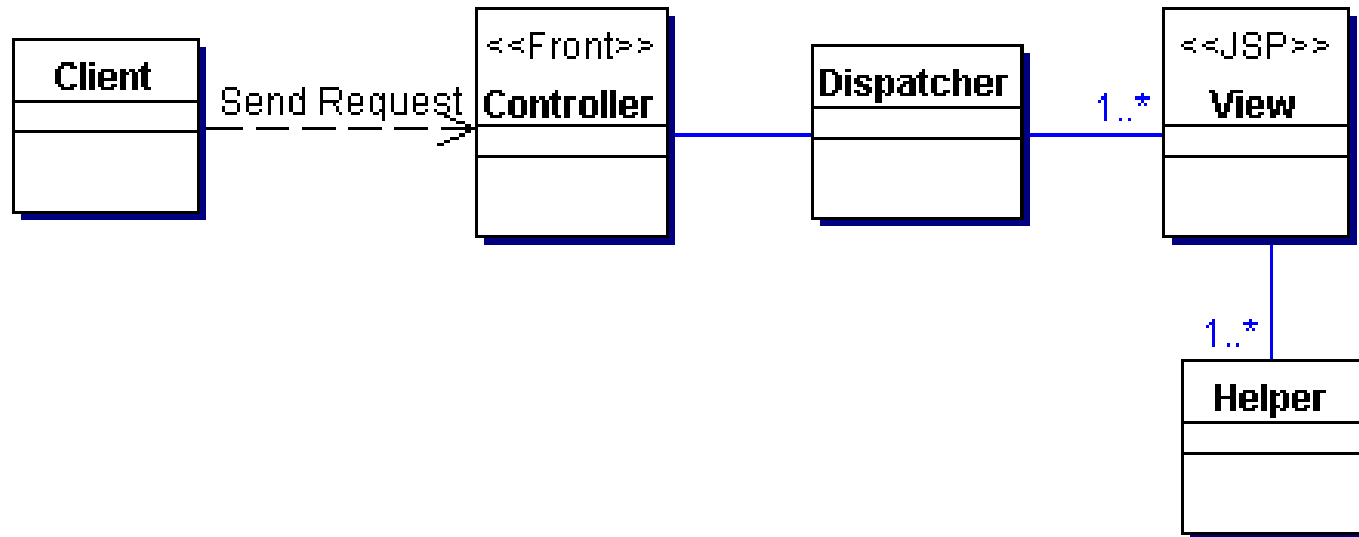 Client
Send Request
<<Front>>
Controller
Dispatcher
1..*
<<JSP>>
View
1..*
Helper